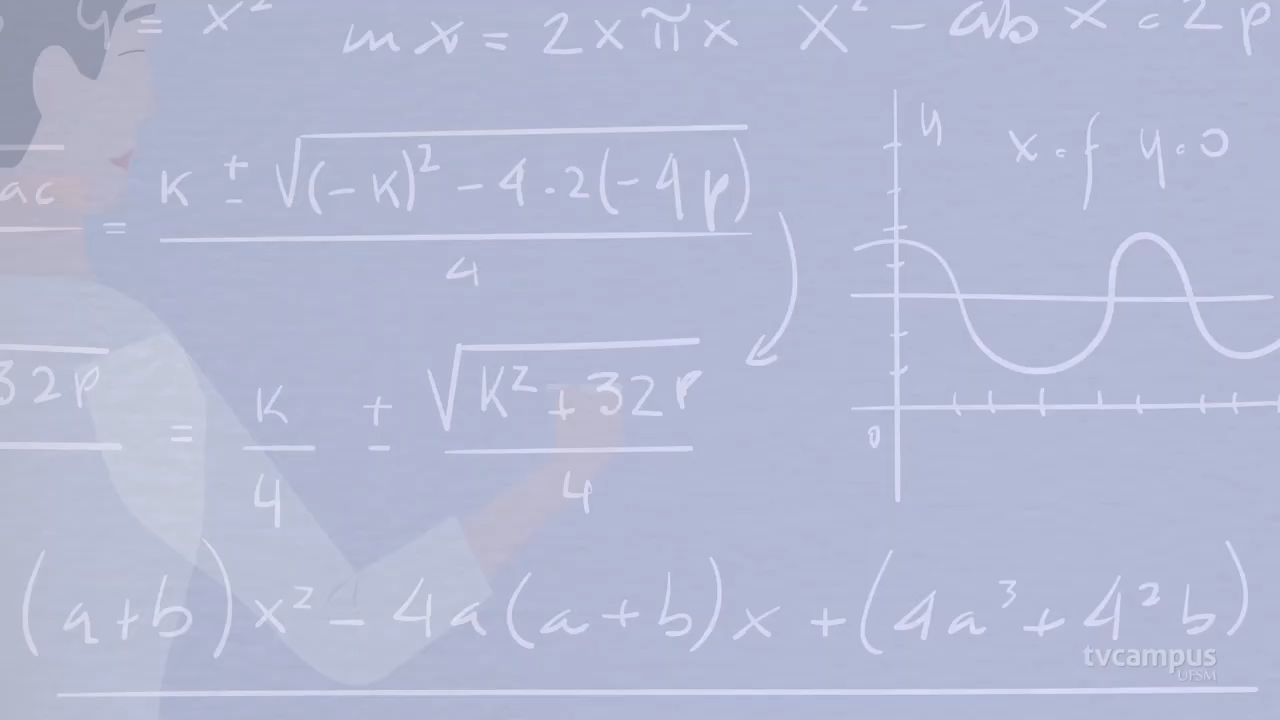 y = x²
mx = 2 x π x x² - ab x = 2p
ac = K ± √(-K)² - 4 . 2(-4p)
4
y
x = f y = 0
32p = K/4 ± √K² + 32p
4
0
(a+b)x² - 4a(a+b)x + (4a³ + 4²b)
tvcampus
UFSM